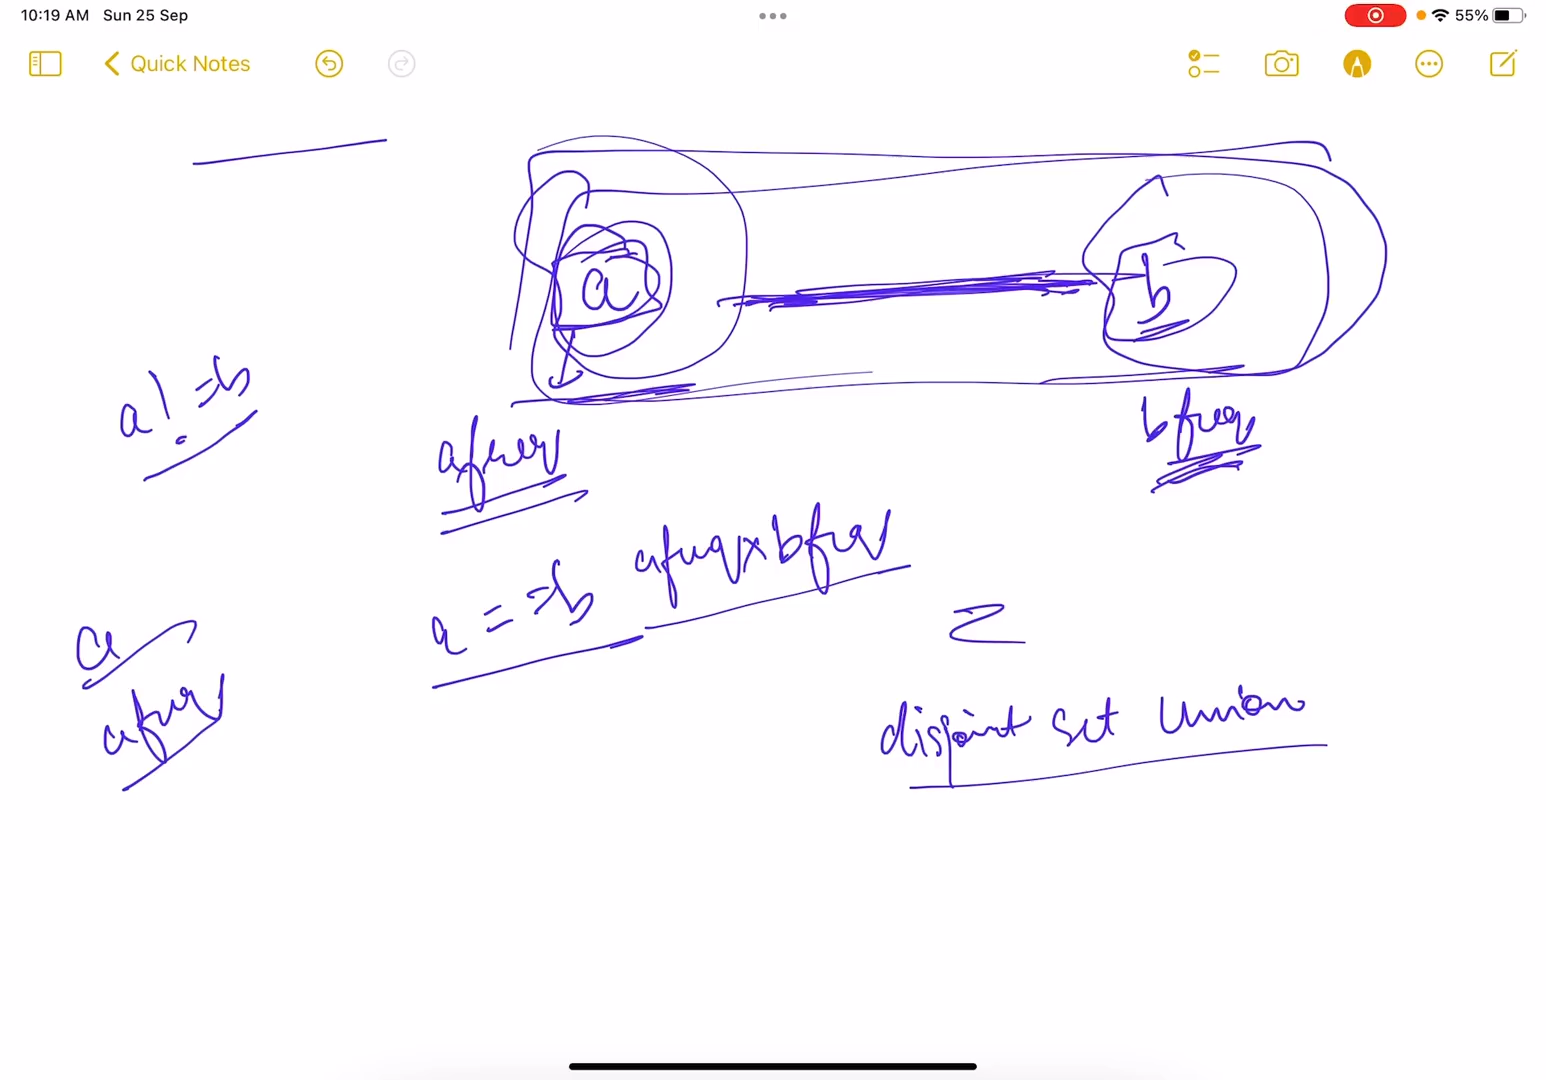 10:19 AM Sun 25 Sep
55%
Quick Notes
a
b
a != b
afreq
bfreq
afreq x bfreq
a == b
a
afreq
disjoint set union